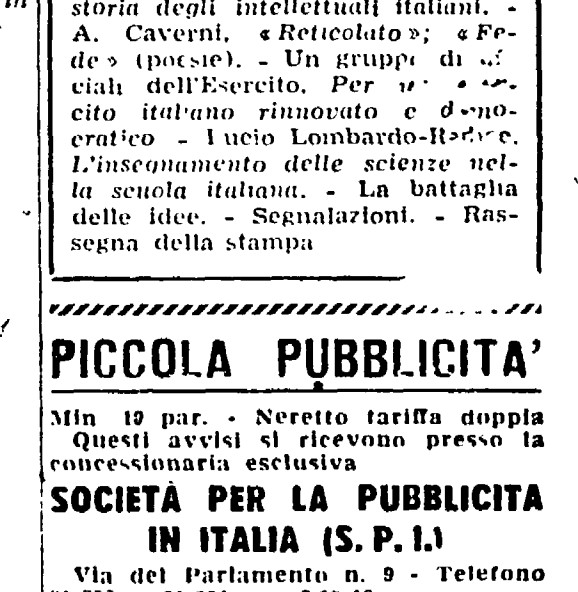 storia degli intellettuali italiani. -
A. Caverni, «Reticolato»; «Fe-
de» (poesie). - Un gruppo di
ciali dell'Esercito, Per
cito italiano rinnovato e demo-
cratico - Lucio Lombardo-Radice,
L'insegnamento delle scienze nel-
la scuola italiana. - La battaglia
delle idee. - Segnalazioni. - Ras-
segna della stampa
PICCOLA PUBBLICITA'
Min 10 par. - Neretto tariffa doppia
Questi avvisi si ricevono presso la
concessionaria esclusiva
SOCIETÀ PER LA PUBBLICITA
IN ITALIA (S. P. I.)
Via del Parlamento n. 9 - Telefono